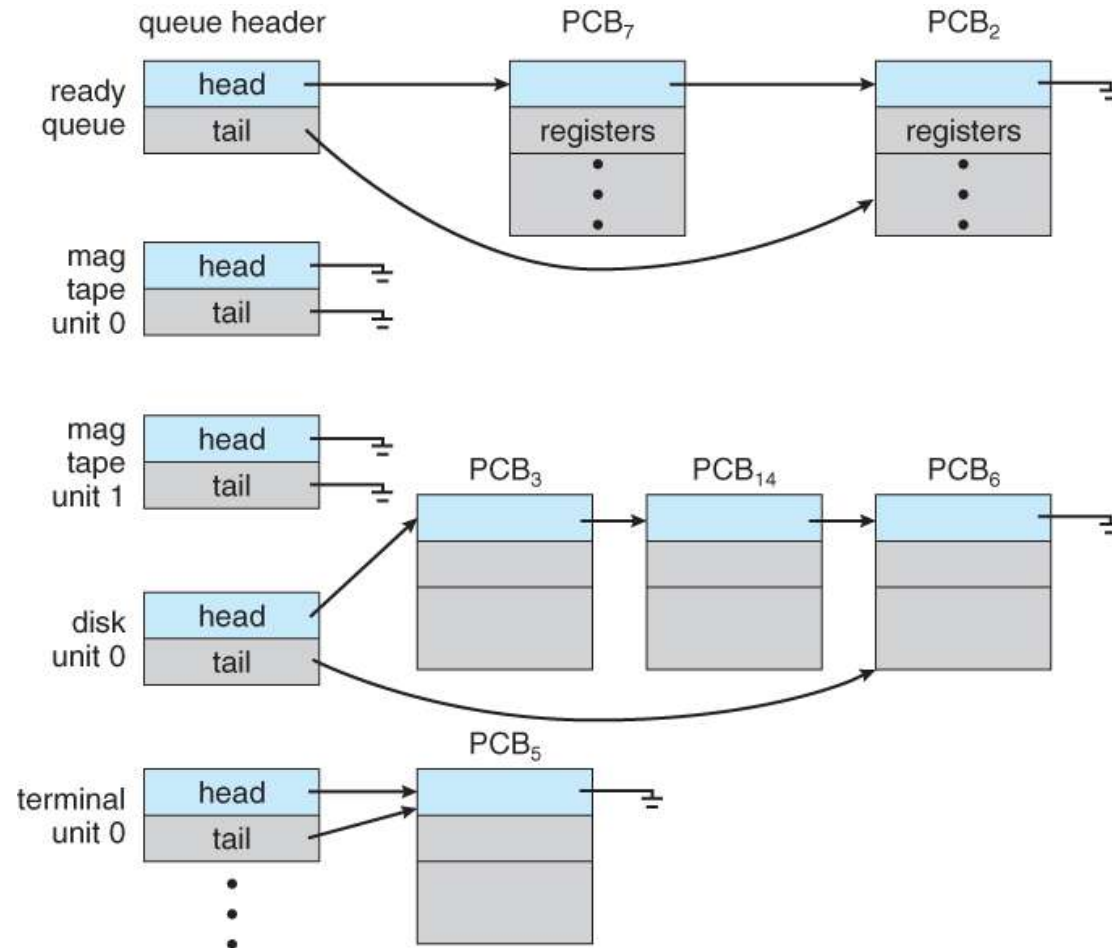 queue header
PCB₇
PCB₂
ready
queue
head
tail
registers
registers
mag
tape
unit 0
head
tail
mag
tape
unit 1
head
tail
PCB₃
PCB₁₄
PCB₆
disk
unit 0
head
tail
PCB₅
terminal
unit 0
head
tail